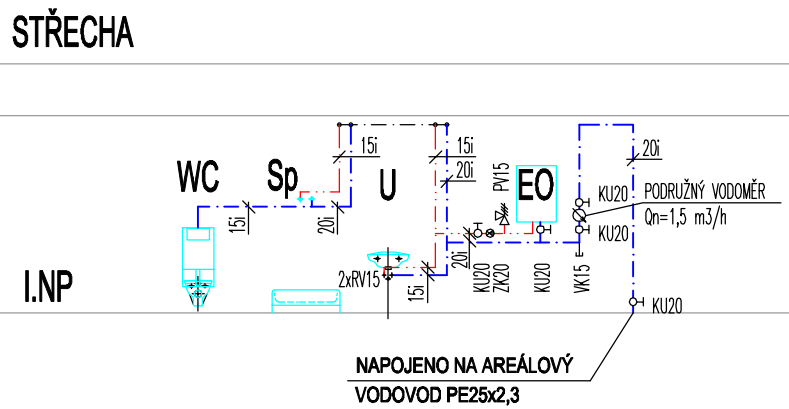 STŘECHA
15i
15i
20i
20i
WC
Sp
U
PV15
EO
KU20
PODRUŽNÝ VODOMĚR
Qn=1,5 m3/h
KU20
15i
20i
20i
2xRV15
15i
KU20
ZK20
KU20
VK15
I.NP
KU20
NAPOJENO NA AREÁLOVÝ
VODOVOD PE25x2,3